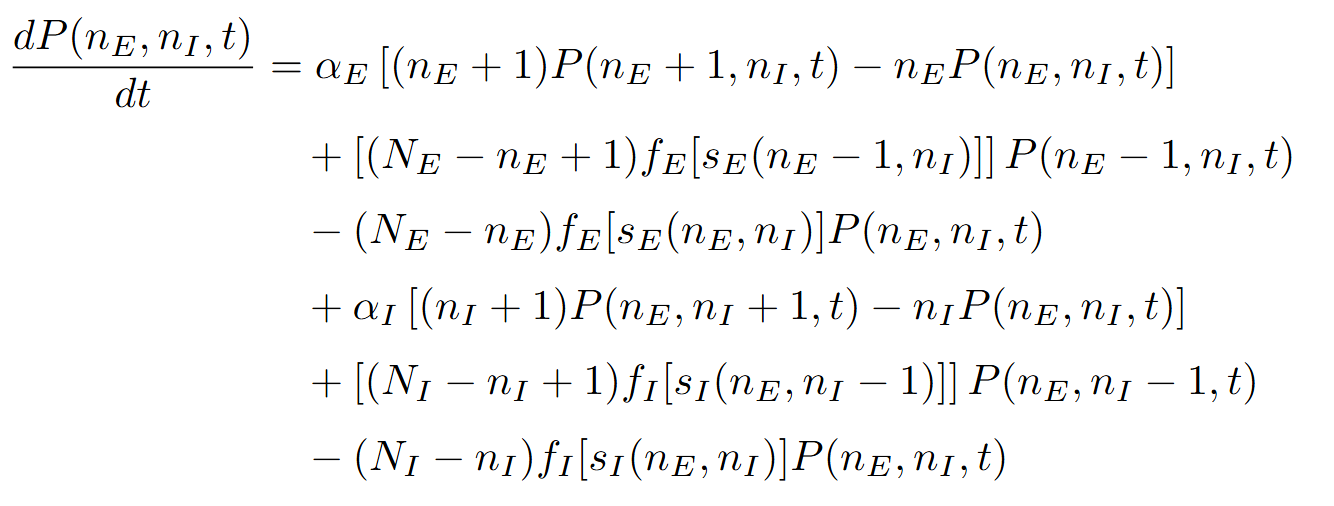 \frac{dP(n_E, n_I, t)}{dt} = \alpha_E [(n_E + 1)P(n_E + 1, n_I, t) − n_E P(n_E, n_I, t)]
+ [(N_E − n_E + 1)f_E[s_E(n_E − 1, n_I)]] P(n_E − 1, n_I, t)
− (N_E − n_E)f_E[s_E(n_E, n_I)]P(n_E, n_I, t)
+ \alpha_I [(n_I + 1)P(n_E, n_I + 1, t) − n_I P(n_E, n_I, t)]
+ [(N_I − n_I + 1)f_I[s_I(n_E, n_I − 1)]] P(n_E, n_I − 1, t)
− (N_I − n_I)f_I[s_I(n_E, n_I)]P(n_E, n_I, t)